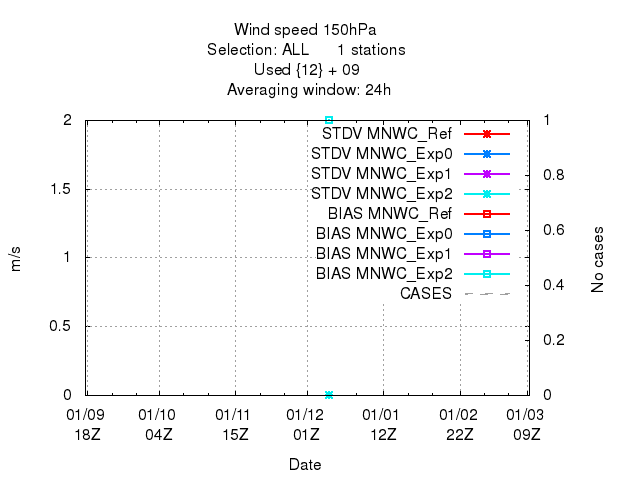 Wind speed 150hPa
Selection: ALL 1 stations
Used {12} + 09
Averaging window: 24h
2
1.5
1
0.5
0
m/s
1
0.8
0.6
0.4
0.2
0
No cases
STDV MNWC_Ref
STDV MNWC_Exp0
STDV MNWC_Exp1
STDV MNWC_Exp2
BIAS MNWC_Ref
BIAS MNWC_Exp0
BIAS MNWC_Exp1
BIAS MNWC_Exp2
CASES
01/09 01/10 01/11 01/12 01/01 01/02 01/03
18Z 04Z 15Z 01Z 12Z 22Z 09Z
Date